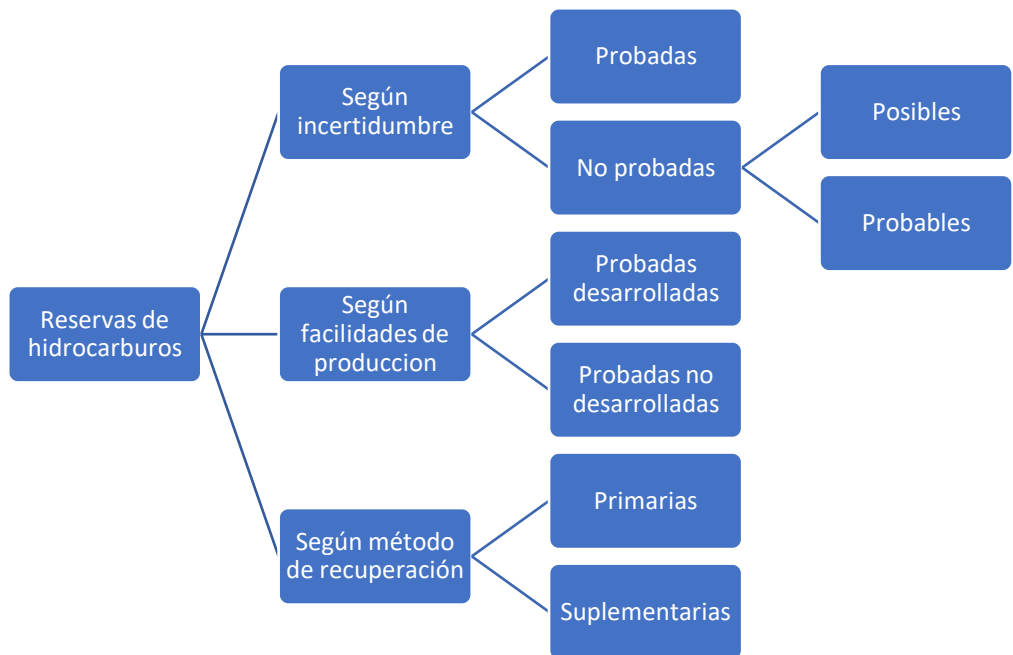 Reservas de
hidrocarburos
Según
incertidumbre
Probadas
No probadas
Posibles
Probables
Según
facilidades de
produccion
Probadas
desarrolladas
Probadas no
desarrolladas
Según método
de recuperación
Primarias
Suplementarias